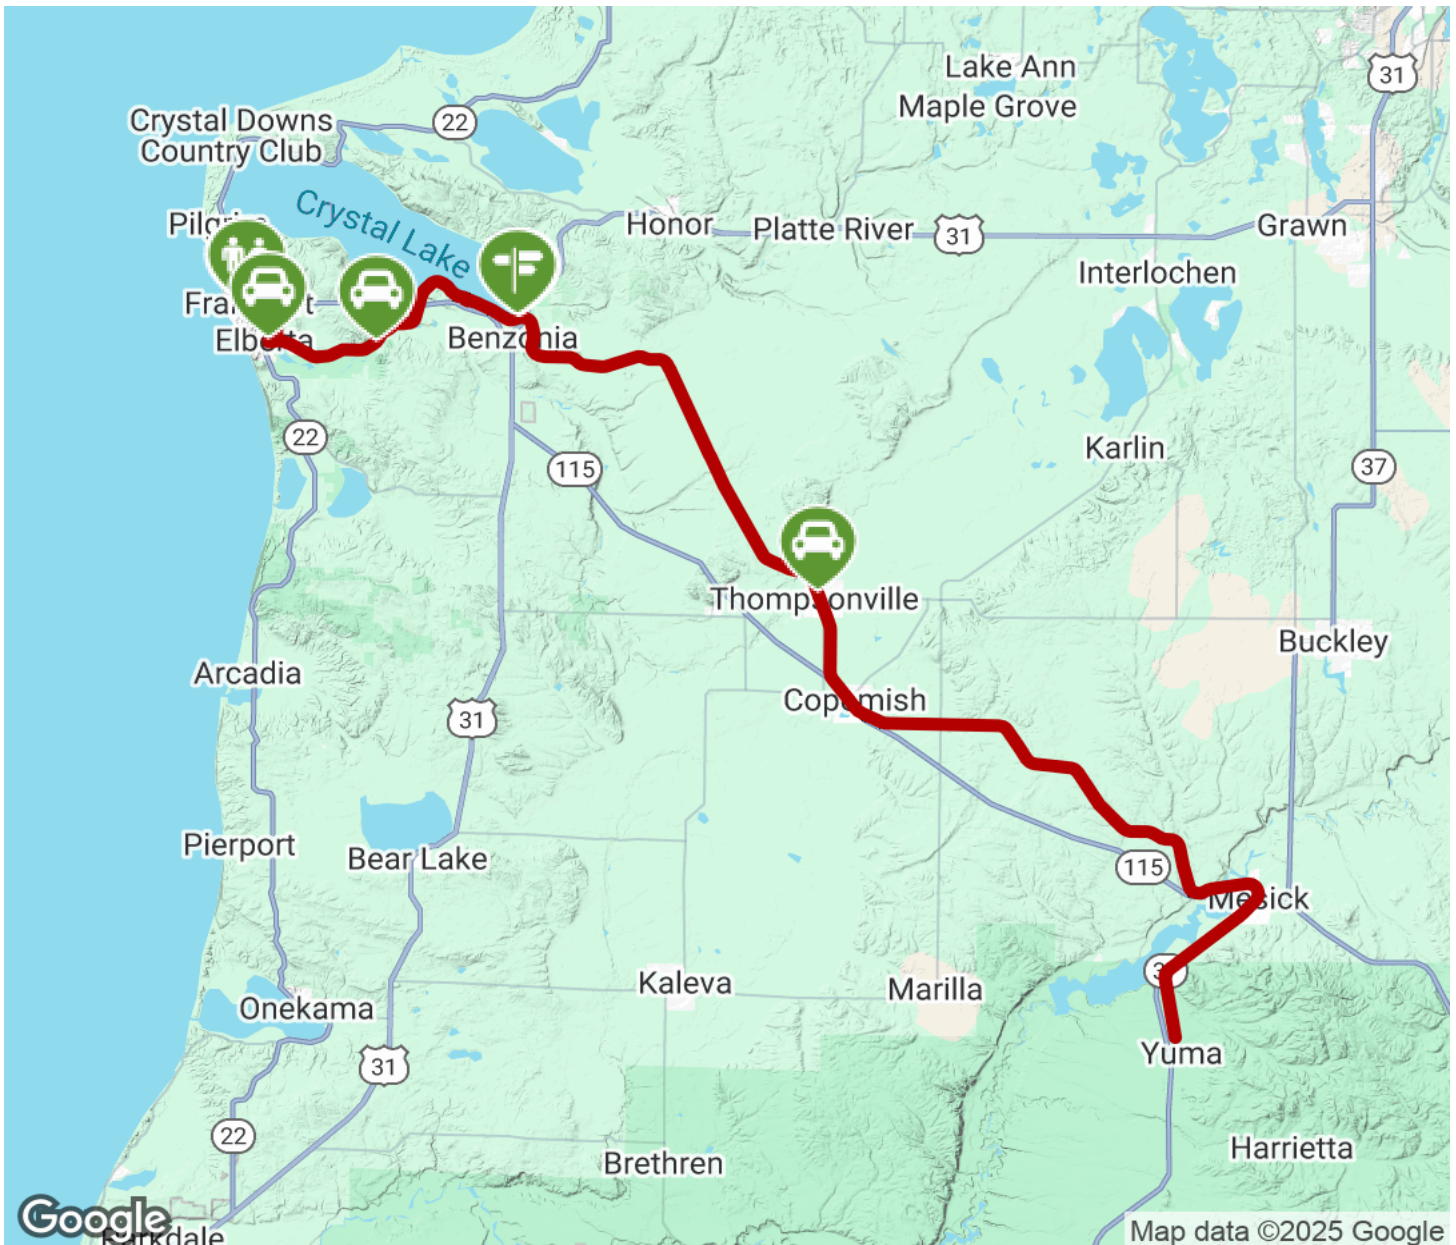 31
Lake Ann
Maple Grove
Crystal Downs
Country Club
22
Crystal Lake
Honor
Platte River
31
Grawn
Interlochen
Elberta
Benzonia
22
115
Karlin
37
Thompsonville
Buckley
Arcadia
31
Copemish
Pierport
Bear Lake
115
Mesick
Kaleva
Marilla
Onekama
31
Yuma
22
Brethren
Harrietta
Google
Parkdale
Map data ©2025 Google